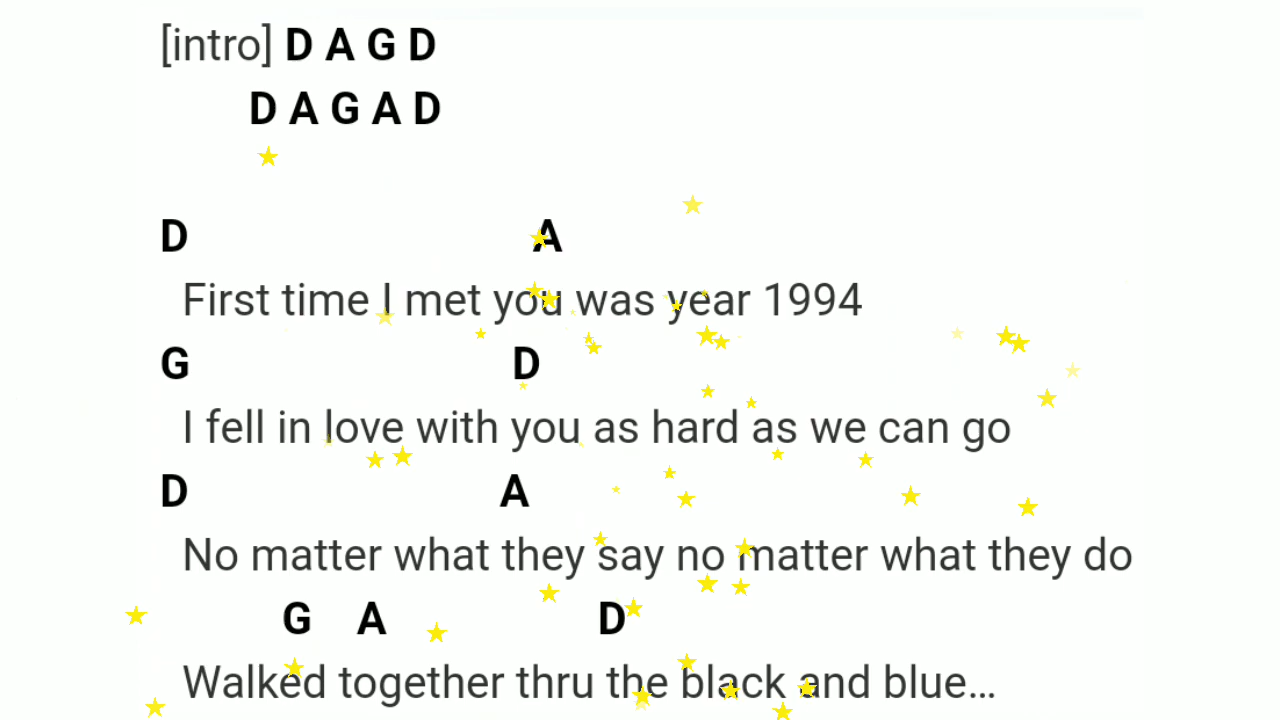 [intro] D A G D
D A G A D
D A
First time I met you was year 1994
G D
I fell in love with you as hard as we can go
D A
No matter what they say no matter what they do
G A D
Walked together thru the black and blue...